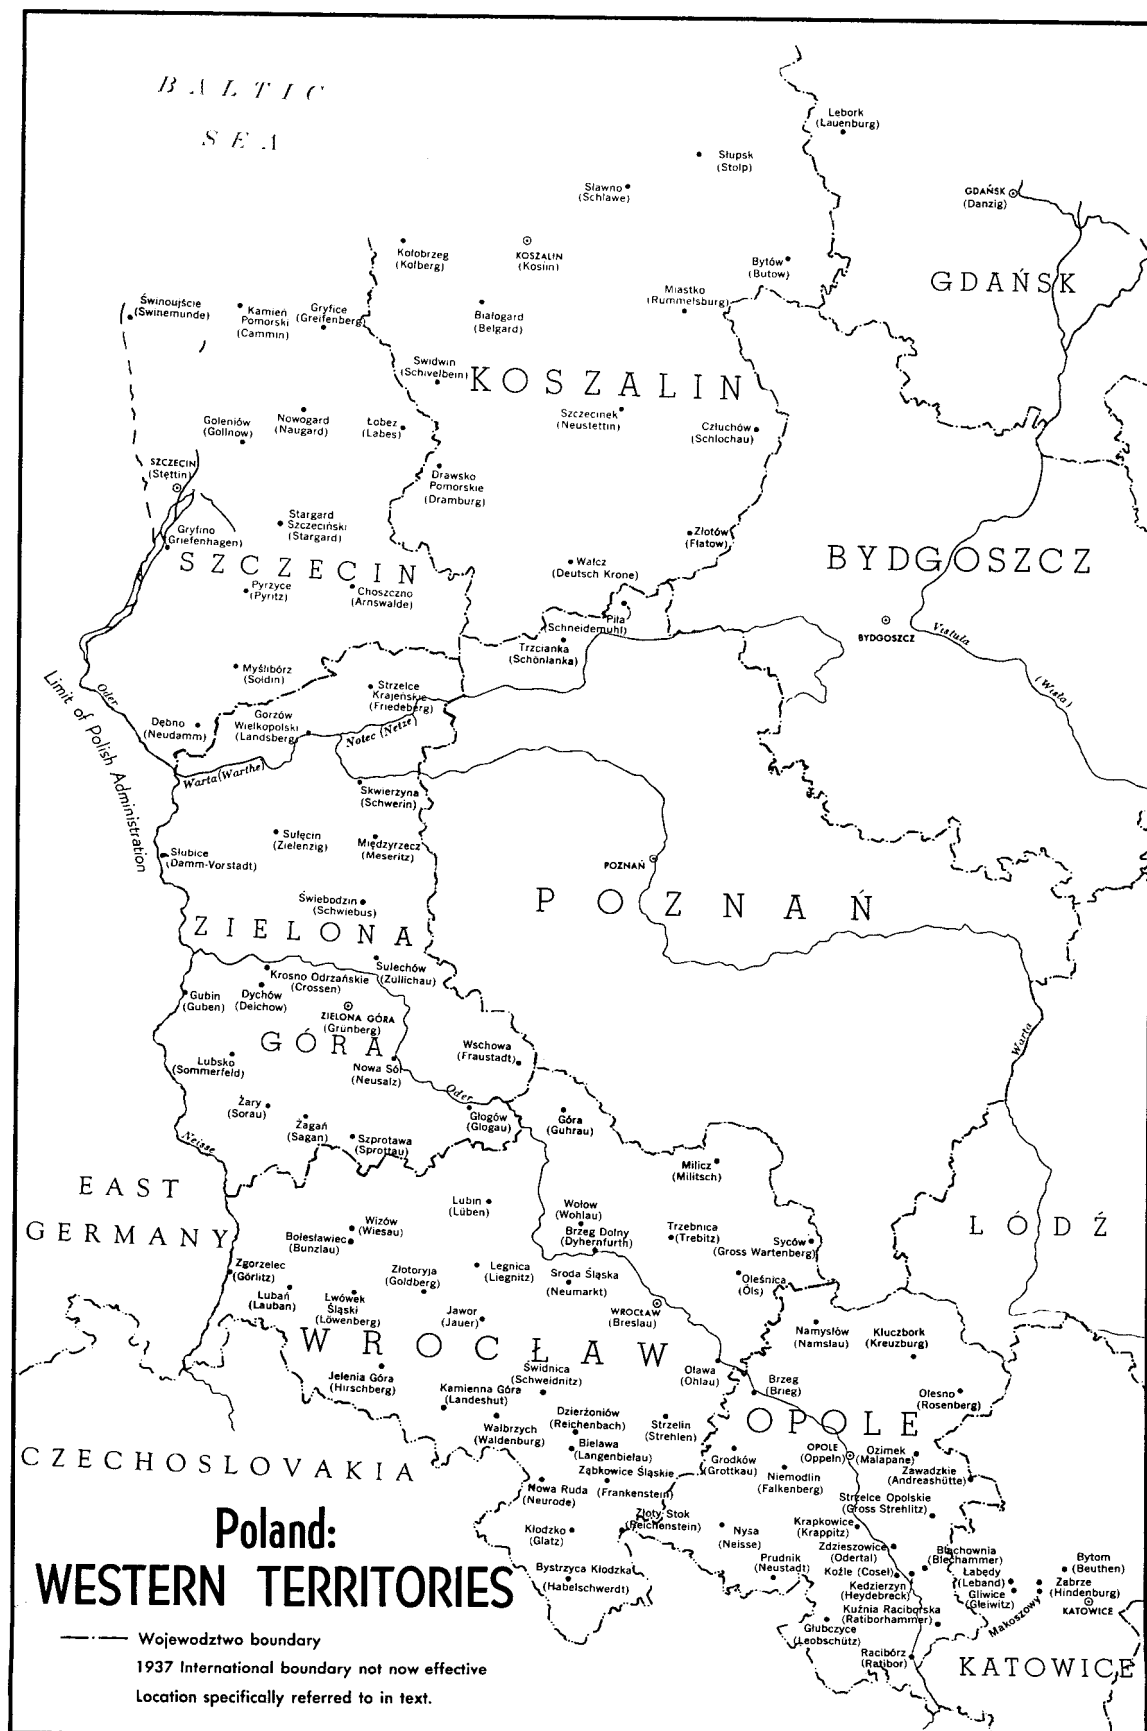 BALTIC
SEA
Lebork
(Lauenburg)
Słupsk
(Stolp)
Sławno
(Schlawe)
GDAŃSK
(Danzig)
Kołobrzeg
(Kolberg)
KOSZALIN
(Koslin)
Bytów
(Butow)
GDAŃSK
Świnoujście
(Swinemunde)
Kamień
Pomorski
(Cammin)
Gryfice
(Greifenberg)
Białogard
(Belgard)
Miastko
(Rummelsburg)
Swidwin
(Schivelbein)
KOSZALIN
Goleniów
(Gollnow)
Nowogard
(Naugard)
Łobez
(Labes)
Szczecinek
(Neustettin)
Człuchów
(Schlochau)
SZCZECIN
(Stettin)
Drawsko
Pomorskie
(Dramburg)
Stargard
Szczeciński
(Stargard)
Gryfino
Griefenhagen)
Złotów
(Flatow)
SZCZECIN
BYDGOSZCZ
Wałcz
(Deutsch Krone)
Pyrzyce
(Pyritz)
Choszczno
(Arnswalde)
Piła
(Schneidemuhl)
BYDGOSZCZ
Vistula
(Wisła)
Trzcianka
(Schönlanka)
Myślibórz
(Soldin)
Strzelce
Krajeńskie
(Friedeberg)
Oder
Limit of Polish Administration
Dębno
(Neudamm)
Gorzów
Wielkopolski
(Landsberg)
Notec (Netze)
Warta (Warthe)
Skwierzyna
(Schwerin)
Sulęcin
(Zielenzig)
Międzyrzecz
(Meseritz)
Słubice
(Damm-Vorstadt)
POZNAŃ
POZNAŃ
Świebodzin
(Schwiebus)
ZIELONA
Sulechów
(Zullichau)
Krosno Odrzańskie
(Crossen)
Gubin
(Guben)
Dychów
(Deichow)
ZIELONA GÓRA
(Grünberg)
GÓRA
Warta
Wschowa
(Fraustadt)
Lubsko
(Sommerfeld)
Nowa Sól
(Neusalz)
Oder
Żary
(Sorau)
Żagań
(Sagan)
Głogów
(Glogau)
Góra
(Guhrau)
Szprotawa
(Sprottau)
Neisse
Milicz
(Militsch)
EAST
GERMANY
Lubin
(Lüben)
Wołow
(Wohlau)
Wizów
(Wiesau)
Bolesławiec
(Bunzlau)
Brzeg Dolny
(Dyhernfurth)
Trzebnica
(Trebitz)
Syców
(Gross Wartenberg)
LÓDŹ
Zgorzelec
(Görlitz)
Złotoryja
(Goldberg)
Legnica
(Liegnitz)
Sroda Śląska
(Neumarkt)
Oleśnica
(Öls)
Lubań
(Lauban)
Lwówek
Śląski
(Löwenberg)
Jawor
(Jauer)
WROCŁAW
(Breslau)
Namysłów
(Namslau)
Kluczbork
(Kreuzburg)
WROCŁAW
Jelenia Góra
(Hirschberg)
Świdnica
(Schweidnitz)
Oława
(Ohlau)
Brzeg
(Brieg)
Olesno
(Rosenberg)
Kamienna Góra
(Landeshut)
Dzierżoniów
(Reichenbach)
Strzelin
(Strehlen)
OPOLE
Wałbrzych
(Waldenburg)
Bielawa
(Langenbielau)
Grodków
(Grottkau)
OPOLE
(Oppeln)
Ozimek
(Malapane)
CZECHOSLOVAKIA
Ząbkowice Śląskie
(Frankenstein)
Niemodlin
(Falkenberg)
Zawadzkie
(Andreashütte)
Nowa Ruda
(Neurode)
Strzelce Opolskie
(Gross Strehlitz)
Złoty Stok
(Reichenstein)
Kłodzko
(Glatz)
Nysa
(Neisse)
Krapkowice
(Krappitz)
Zdzieszowice
(Odertal)
Blachownia
(Blechammer)
Bytom
(Beuthen)
Bystrzyca Kłodzka
(Habelschwerdt)
Prudnik
(Neustadt)
Koźle (Cosel)
Łabędy
(Leband)
Zabrze
(Hindenburg)
Kedzierzyn
(Heydebreck)
Gliwice
(Gleiwitz)
KATOWICE
Makoszowy
Kuźnia Raciborska
(Ratiborhammer)
Głubczyce
(Leobschütz)
Racibórz
(Ratibor)
KATOWICE
Poland:
WESTERN TERRITORIES
Wojewodztwo boundary
1937 International boundary not now effective
Location specifically referred to in text.